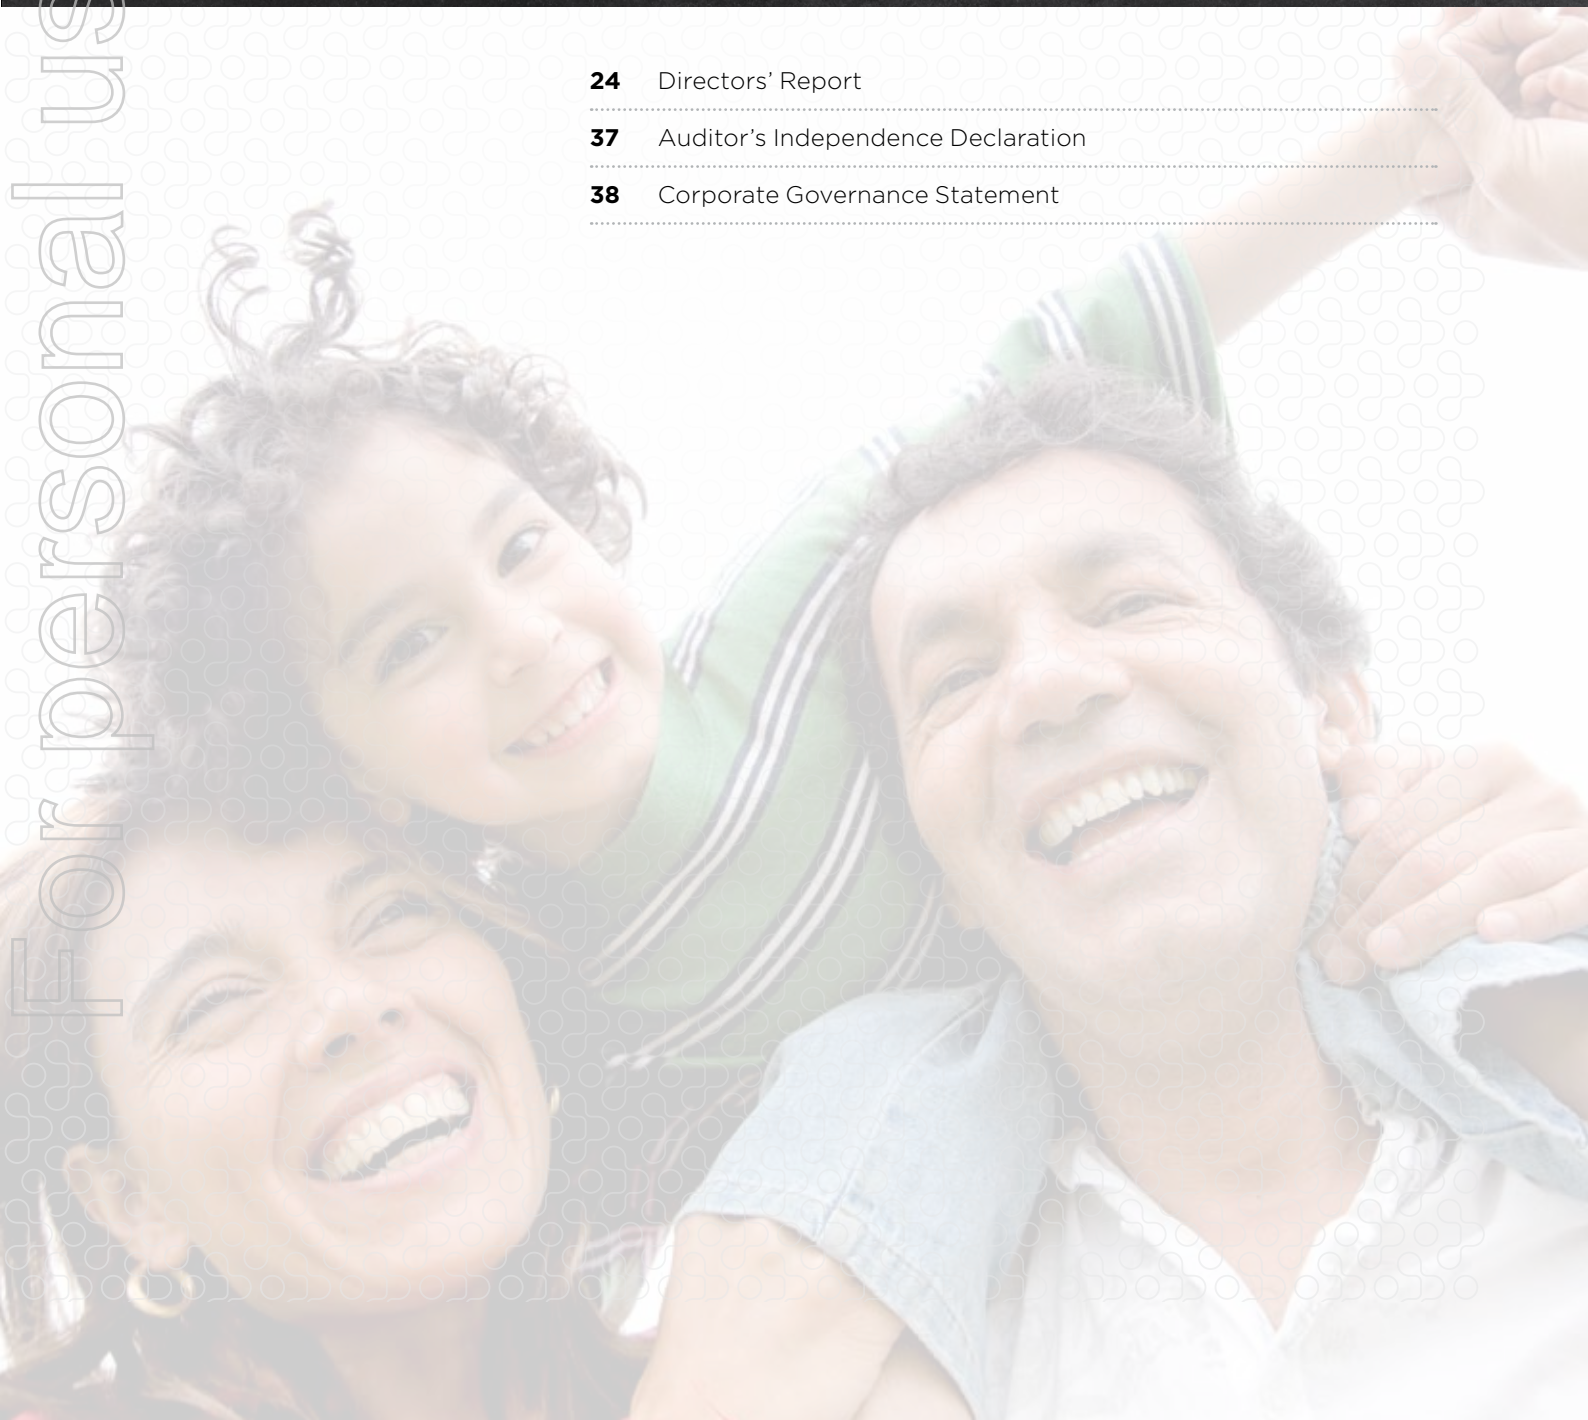 24 Directors’ Report
37 Auditor’s Independence Declaration
38 Corporate Governance Statement
For personal us